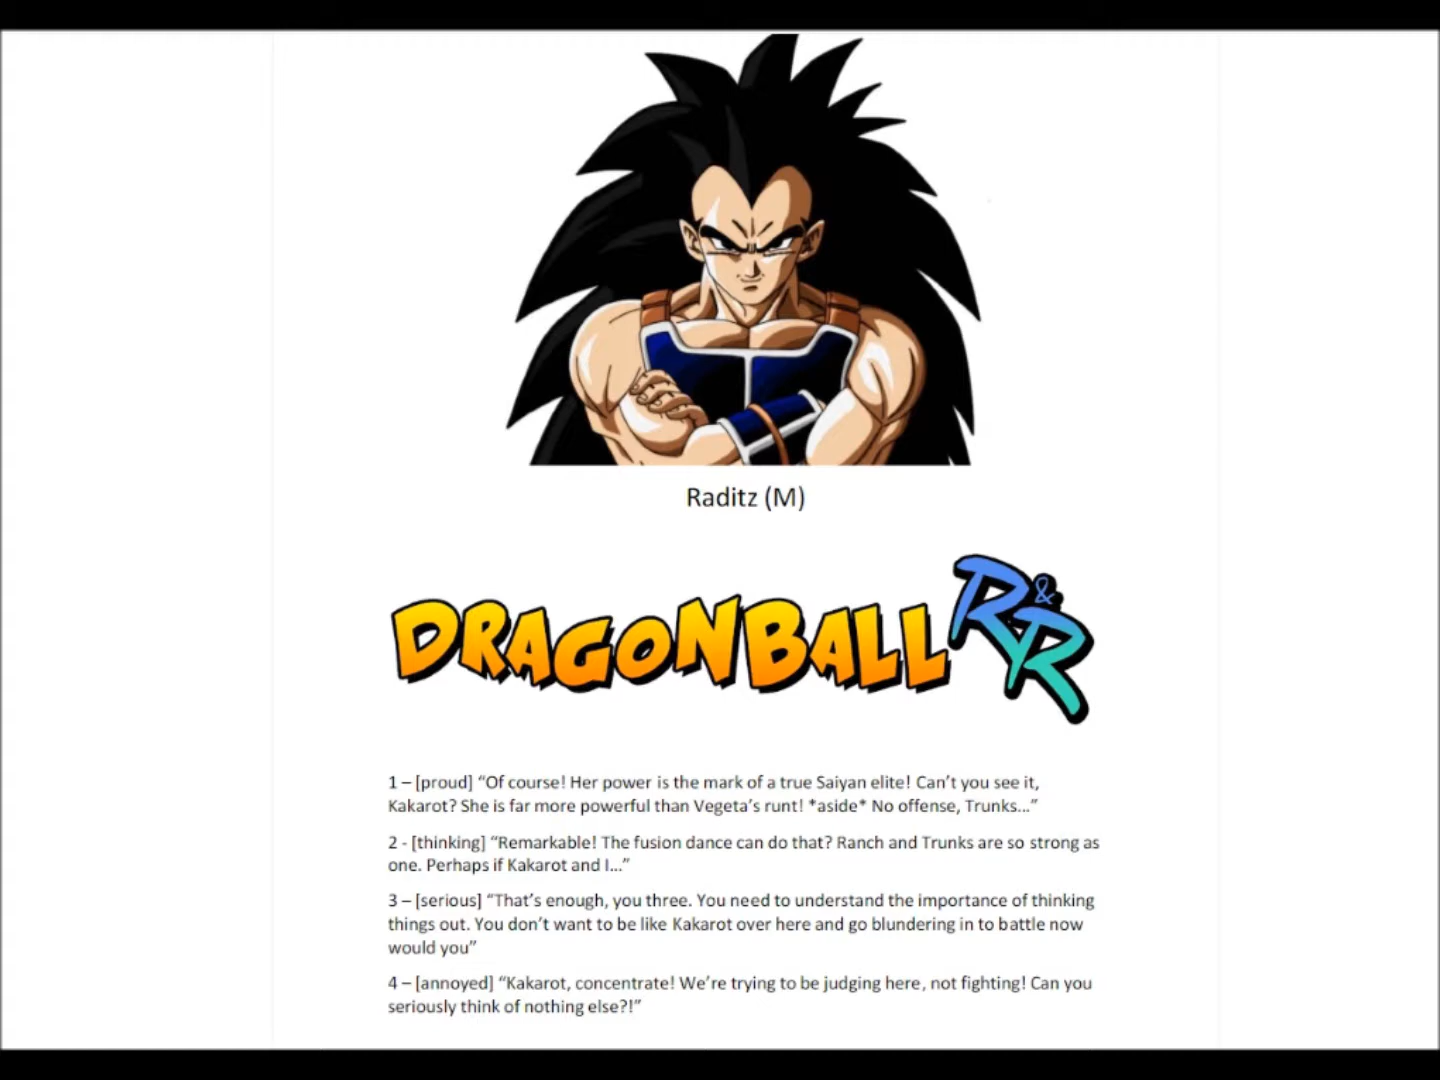 Raditz (M)
DRAGONBALL R&R
1 – [proud] “Of course! Her power is the mark of a true Saiyan elite! Can’t you see it,
Kakarot? She is far more powerful than Vegeta’s runt! *aside* No offense, Trunks…”
2 - [thinking] “Remarkable! The fusion dance can do that? Ranch and Trunks are so strong as
one. Perhaps if Kakarot and I…”
3 – [serious] “That’s enough, you three. You need to understand the importance of thinking
things out. You don’t want to be like Kakarot over here and go blundering in to battle now
would you”
4 – [annoyed] “Kakarot, concentrate! We’re trying to be judging here, not fighting! Can you
seriously think of nothing else?!”